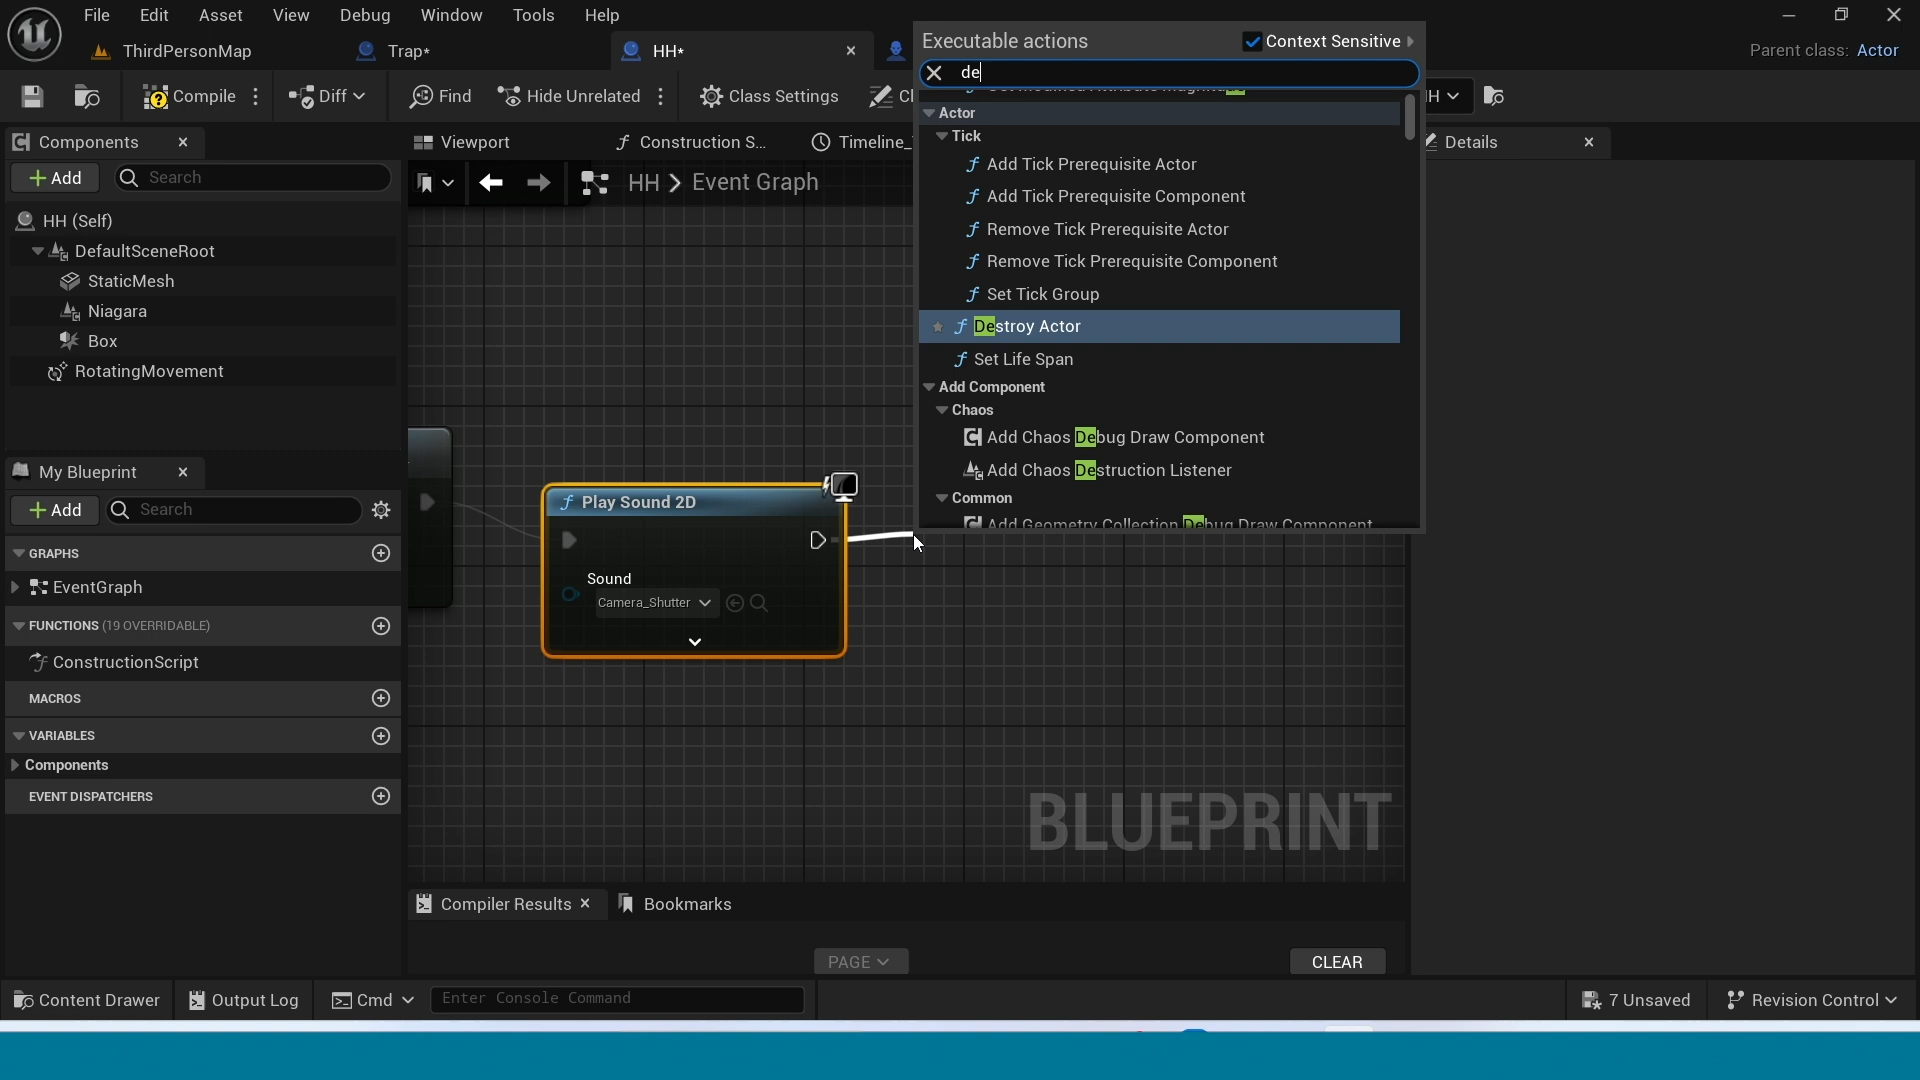 File Edit Asset View Debug Window Tools Help
ThirdPersonMap Trap* HH* Parent class: Actor
Compile Diff Find Hide Unrelated Class Settings
Executable actions Context Sensitive
de
Actor
Tick
Add Tick Prerequisite Actor
Add Tick Prerequisite Component
Remove Tick Prerequisite Actor
Remove Tick Prerequisite Component
Set Tick Group
Destroy Actor
Set Life Span
Add Component
Chaos
Add Chaos Debug Draw Component
Add Chaos Destruction Listener
Common
Add Geometry Collection Debug Draw Component
Components
Add Search
HH (Self)
DefaultSceneRoot
StaticMesh
Niagara
Box
RotatingMovement
My Blueprint
Add Search
GRAPHS
EventGraph
FUNCTIONS (19 OVERRIDABLE)
ConstructionScript
MACROS
VARIABLES
Components
EVENT DISPATCHERS
Viewport Construction S... Timeline_
HH > Event Graph
Play Sound 2D
Sound
Camera_Shutter
BLUEPRINT
Details
Compiler Results Bookmarks
PAGE CLEAR
Content Drawer Output Log Cmd Enter Console Command 7 Unsaved Revision Control